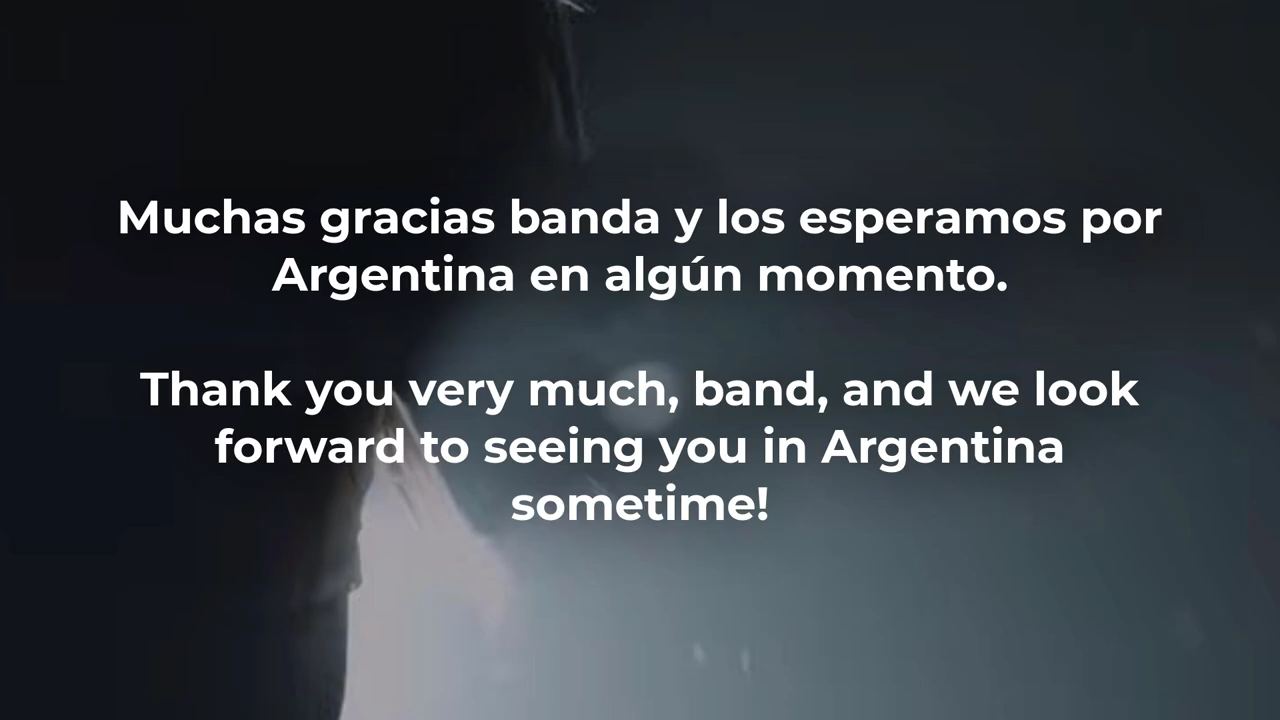 Muchas gracias banda y los esperamos por
Argentina en algún momento.
Thank you very much, band, and we look
forward to seeing you in Argentina
sometime!